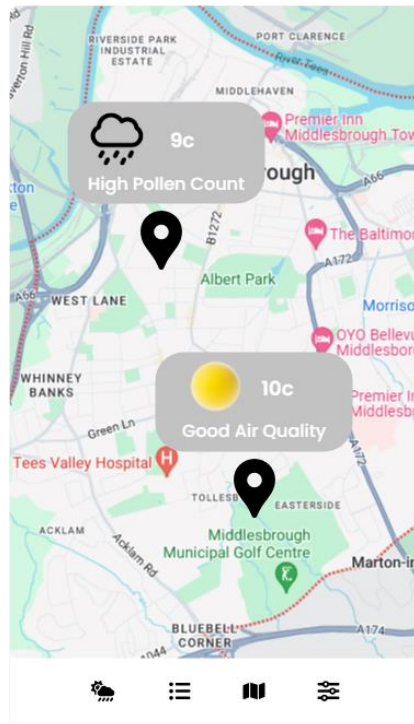 RIVERSIDE PARK
INDUSTRIAL
ESTATE
PORT CLARENCE
River Tees
MIDDLEHAVEN
Premier Inn
Middlesbrough Tow
9c
High Pollen Count
rough
A66
B1272
The Baltimo
A172
Albert Park
A66
WEST LANE
Morriso
OYO Bellevu
Middlesbor
WHINNEY
BANKS
10c
Good Air Quality
Premier In
Middlesb
Green Ln
Tees Valley Hospital
H
A172
TOLLESB
EASTERSIDE
ACKLAM
Acklam Rd
Middlesbrough
Municipal Golf Centre
Marton-in
BLUEBELL
CORNER
A174